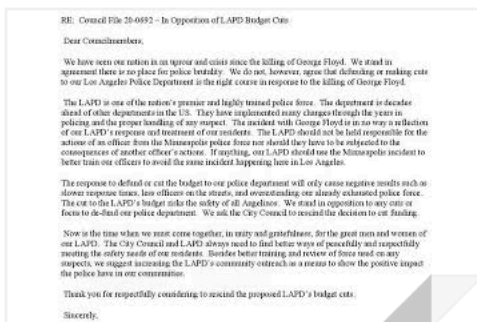 RE: Council File 20-0692 – In Opposition of LAPD Budget Cuts
Dear Councilmembers,
We have seen our nation in an uproar and crisis since the killing of George Floyd. We stand in
agreement there is no place for police brutality. We do not, however, agree that defunding or making cuts
to our Los Angeles Police Department is the right course in response to the killing of George Floyd.
The LAPD is one of the nation's premier and highly trained police force. The department is decades
ahead of other departments in the US. They have implemented many changes through the years in
policing and the proper handling of any suspect. The incident with George Floyd is in no way a reflection
of our LAPD's response and treatment of our residents. The LAPD should not be held responsible for the
actions of an officer from the Minneapolis police force nor should they have to be subjected to the
consequences of another officer's actions. If anything, our LAPD should use the Minneapolis incident to
better train our officers to avoid the same incident happening here in Los Angeles.
The response to defund or cut the budget to our police department will only cause negative results such as
slower response times, less officers on the streets, and overextending our already exhausted police force.
The cut to the LAPD's budget risks the safety of all Angelinos. We stand in opposition to any cuts or
focus to de-fund our police department. We ask the City Council to rescind the decision to cut funding.
Now is the time when we must come together, in unity and gratefulness, for the great men and women of
our LAPD. The City Council and LAPD always need to find better ways of peacefully and respectfully
meeting the safety needs of our residents. Besides better training and review of force used on any
suspects, we suggest increasing the LAPD's community outreach as a means to show the positive impact
the police have in our communities.
Thank you for respectfully considering to rescind the proposed LAPD's budget cuts.
Sincerely,